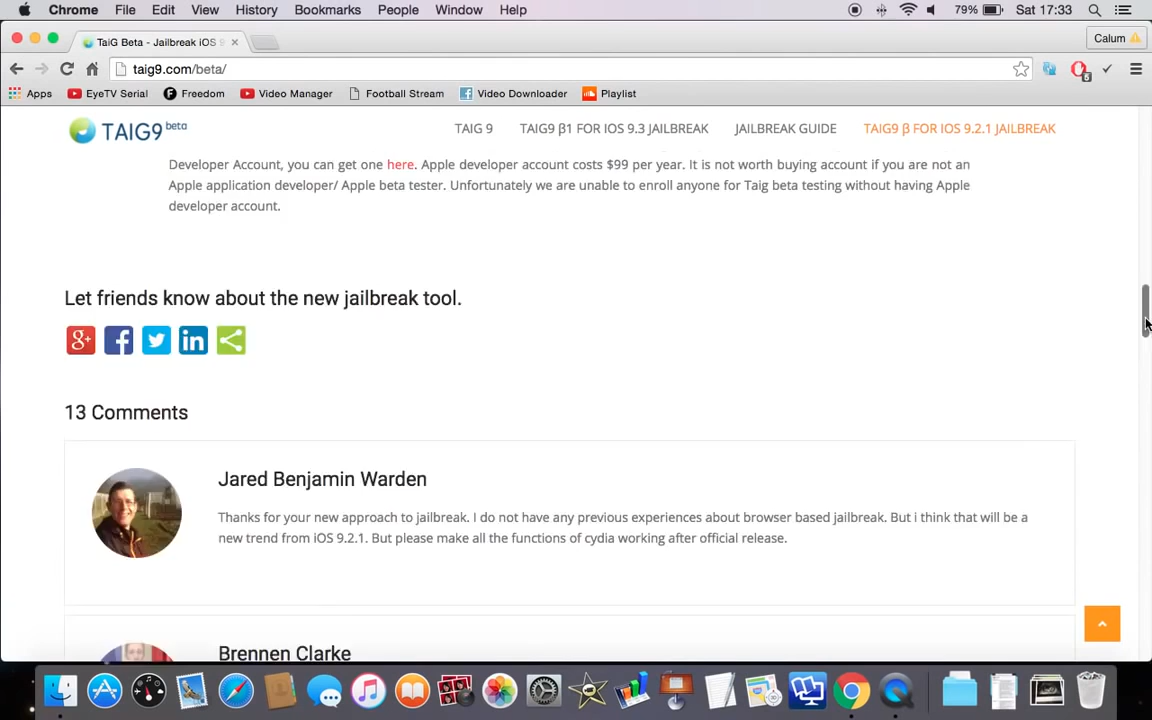 Chrome File Edit View History Bookmarks People Window Help 79% Sat 17:33
TaiG Beta - Jailbreak iOS 9
Calum
taig9.com/beta/
6
Apps EyeTV Serial Freedom Video Manager Football Stream Video Downloader Playlist
TAIG9 beta
TAIG 9 TAIG9 β1 FOR IOS 9.3 JAILBREAK JAILBREAK GUIDE TAIG9 β FOR IOS 9.2.1 JAILBREAK
Developer Account, you can get one here. Apple developer account costs $99 per year. It is not worth buying account if you are not an
Apple application developer/ Apple beta tester. Unfortunately we are unable to enroll anyone for Taig beta testing without having Apple
developer account.
Let friends know about the new jailbreak tool.
13 Comments
Jared Benjamin Warden
Thanks for your new approach to jailbreak. I do not have any previous experiences about browser based jailbreak. But i think that will be a
new trend from iOS 9.2.1. But please make all the functions of cydia working after official release.
Brennen Clarke